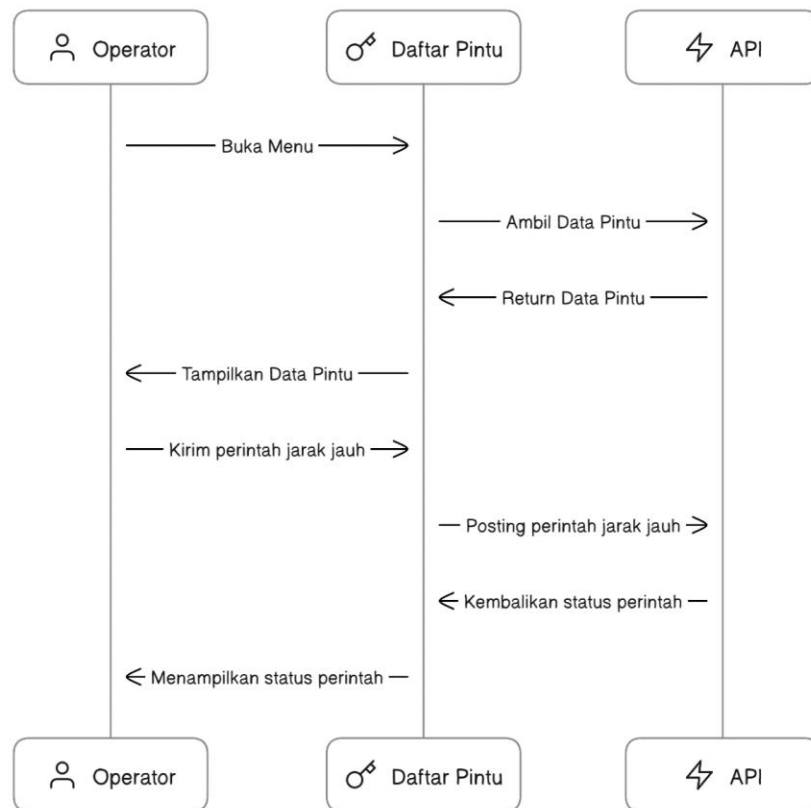 Operator
Daftar Pintu
API
Buka Menu
Ambil Data Pintu
Return Data Pintu
Tampilkan Data Pintu
Kirim perintah jarak jauh
Posting perintah jarak jauh
Kembalikan status perintah
Menampilkan status perintah
Operator
Daftar Pintu
API